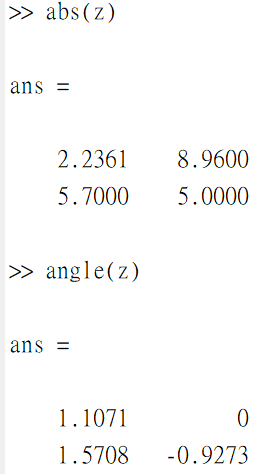 >> abs(z)
ans =
2.2361 8.9600
5.7000 5.0000
>> angle(z)
ans =
1.1071 0
1.5708 -0.9273